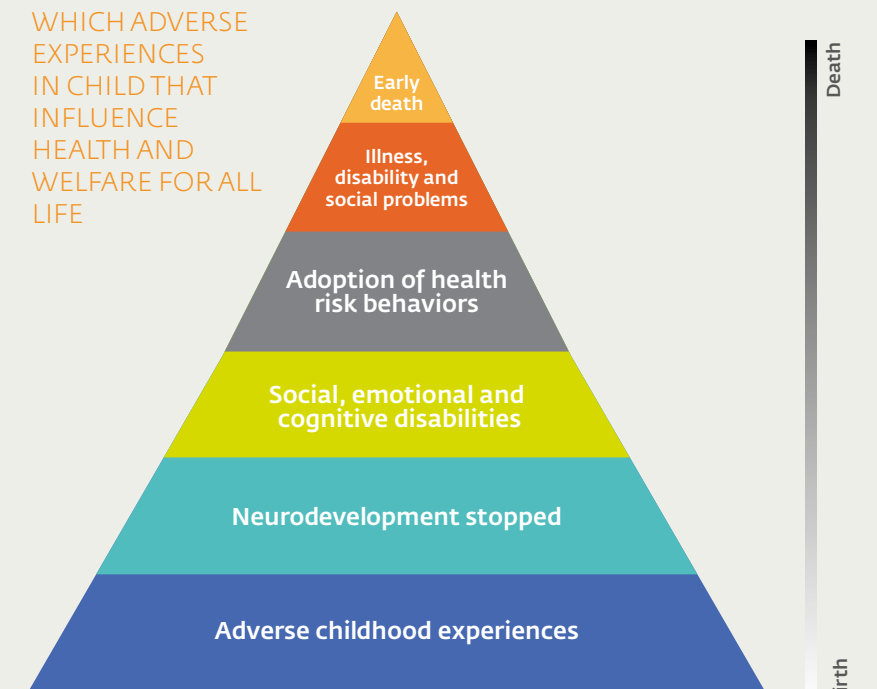 WHICH ADVERSE
EXPERIENCES
IN CHILD THAT
INFLUENCE
HEALTH AND
WELFARE FOR ALL
LIFE
Early
death
Illness,
disability and
social problems
Adoption of health
risk behaviors
Social, emotional and
cognitive disabilities
Neurodevelopment stopped
Adverse childhood experiences
Death